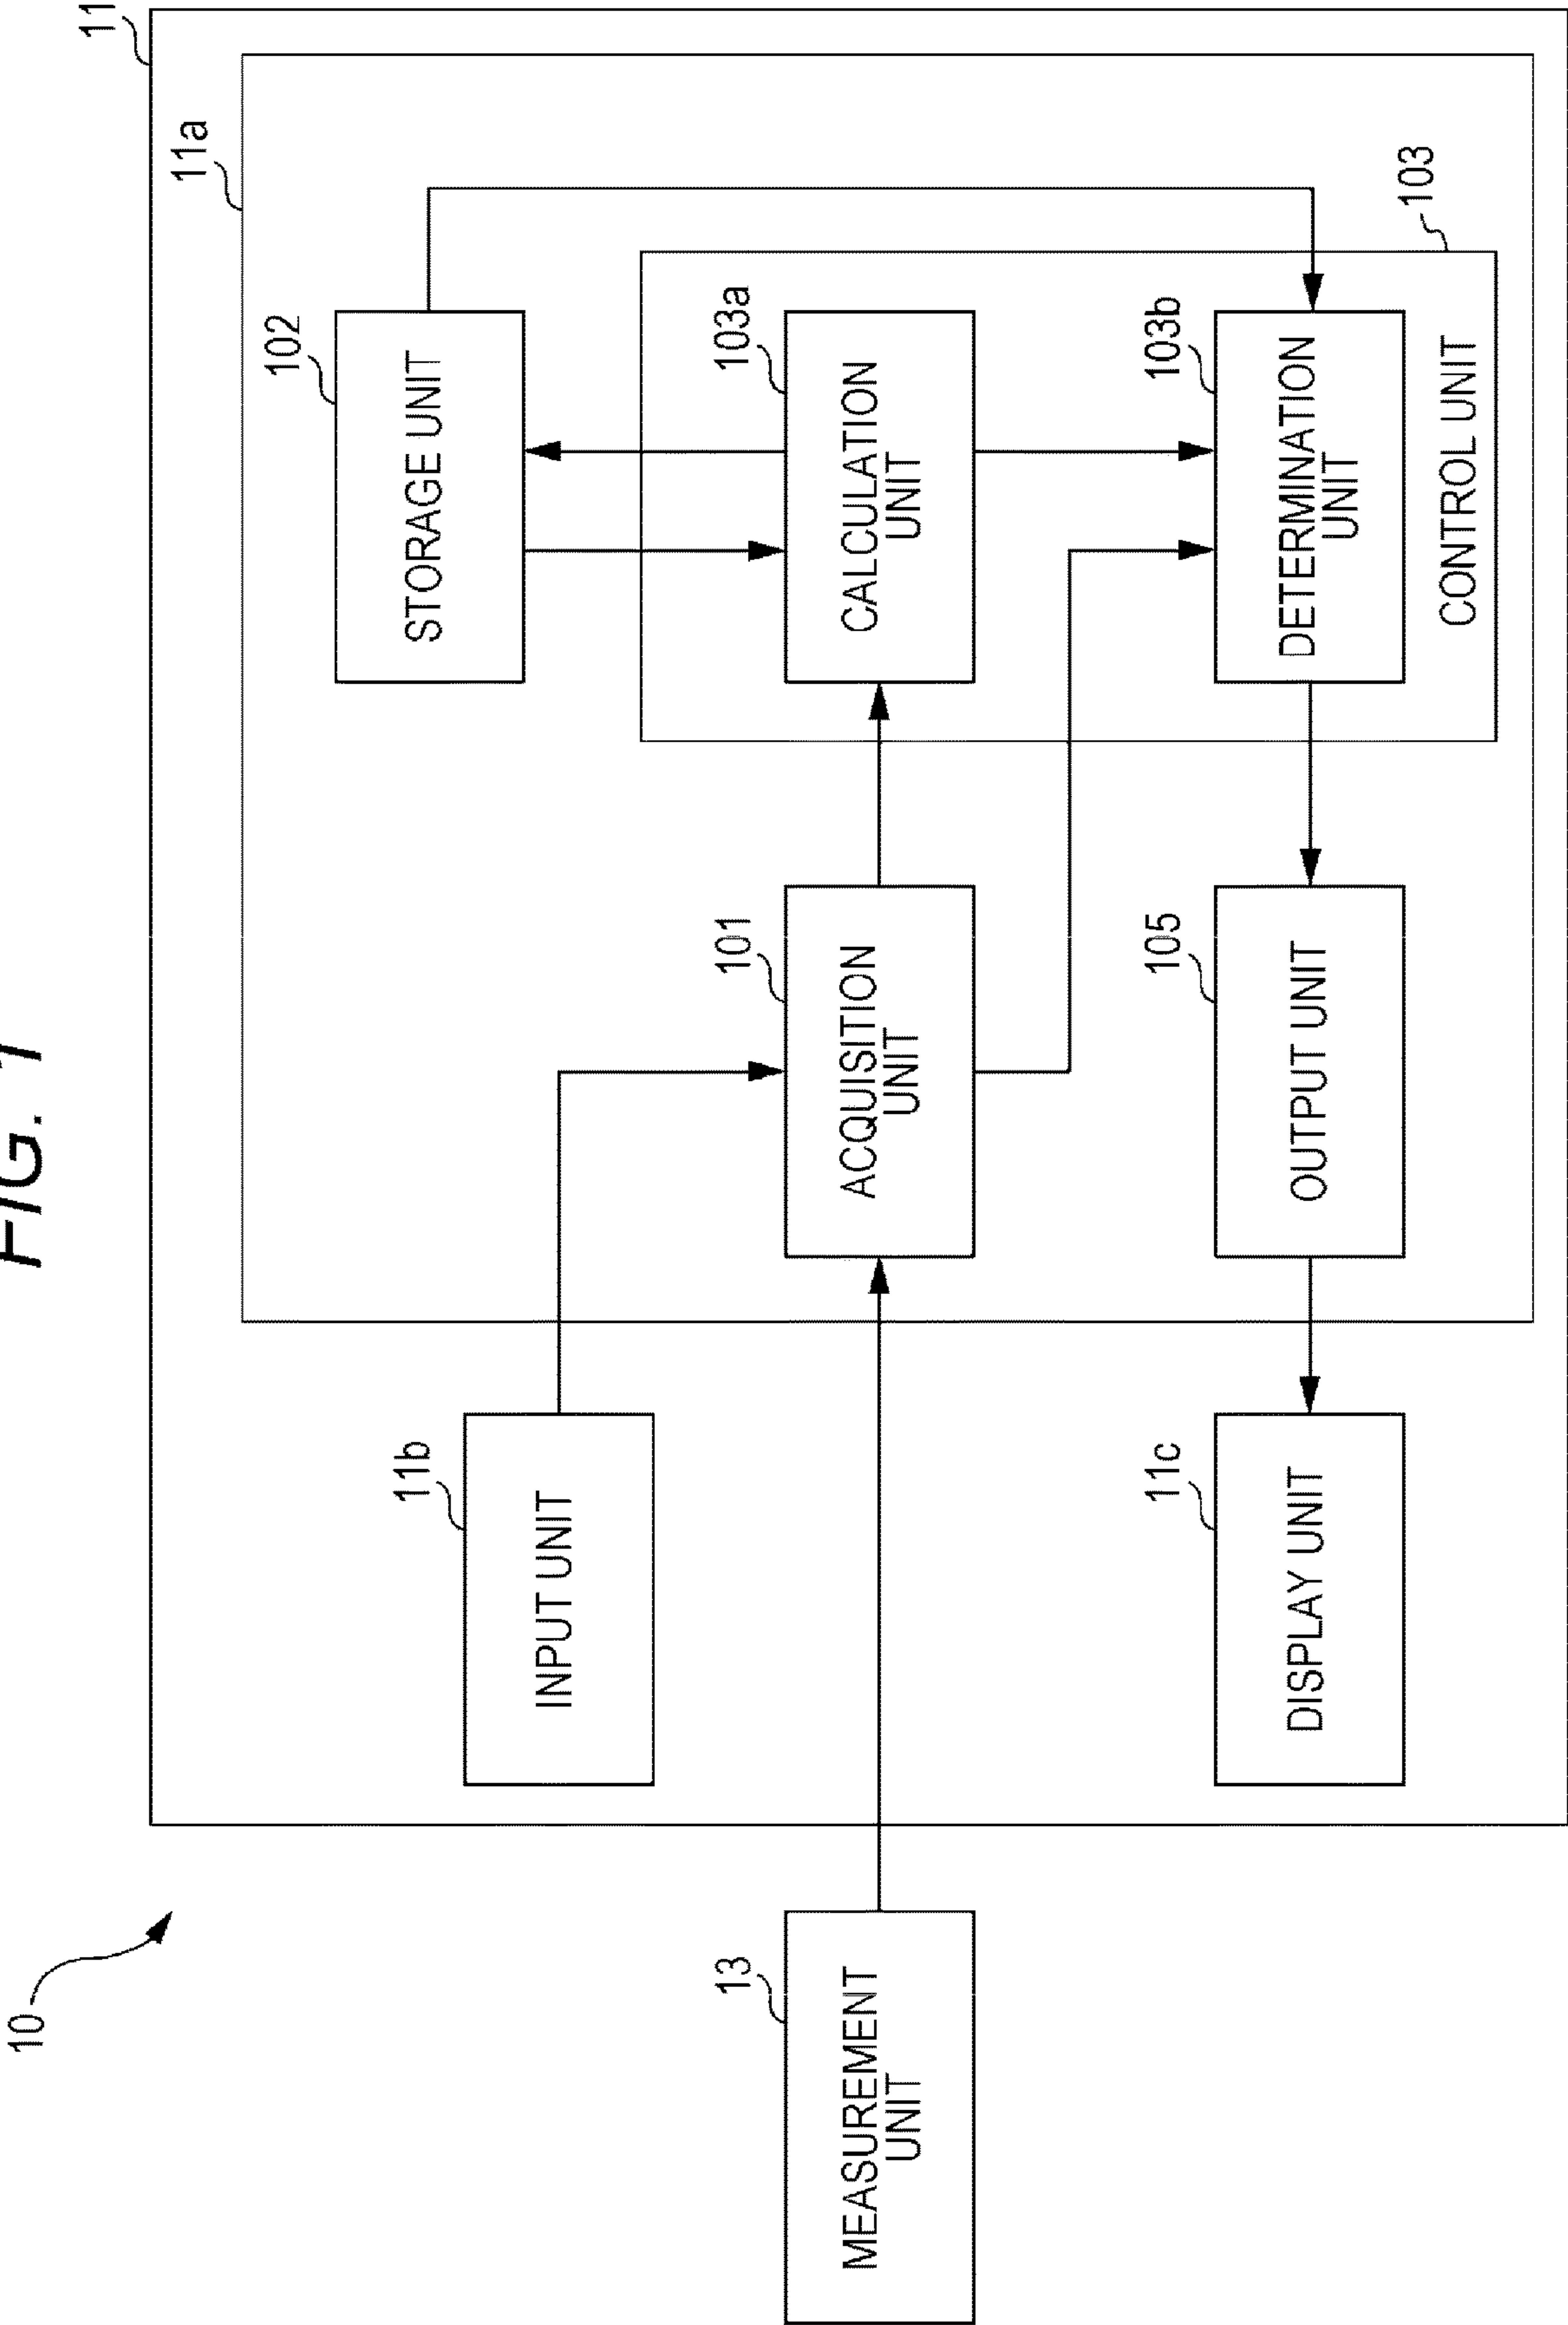 FIG. 1
10
11
11a
102
STORAGE UNIT
11b
INPUT UNIT
13
MEASUREMENT
UNIT
101
ACQUISITION
UNIT
103a
CALCULATION
UNIT
11c
DISPLAY UNIT
105
OUTPUT UNIT
103b
DETERMINATION
UNIT
CONTROL UNIT
103